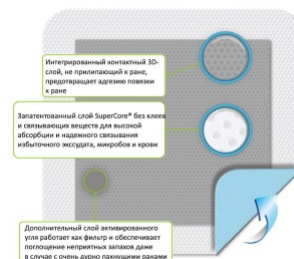 Интегрированный контактный 3D-
слой, не прилипающий к ране,
предотвращает адгезию повязки
к ране
Запатентованный слой SuperCore® без клеев
и связывающих веществ для высокой
абсорбции и надежного связывания
избыточного экссудата, микробов и крови
Дополнительный слой активированного
угля работает как фильтр и обеспечивает
поглощение неприятных запахов даже
в случае с очень дурно пахнущими ранами